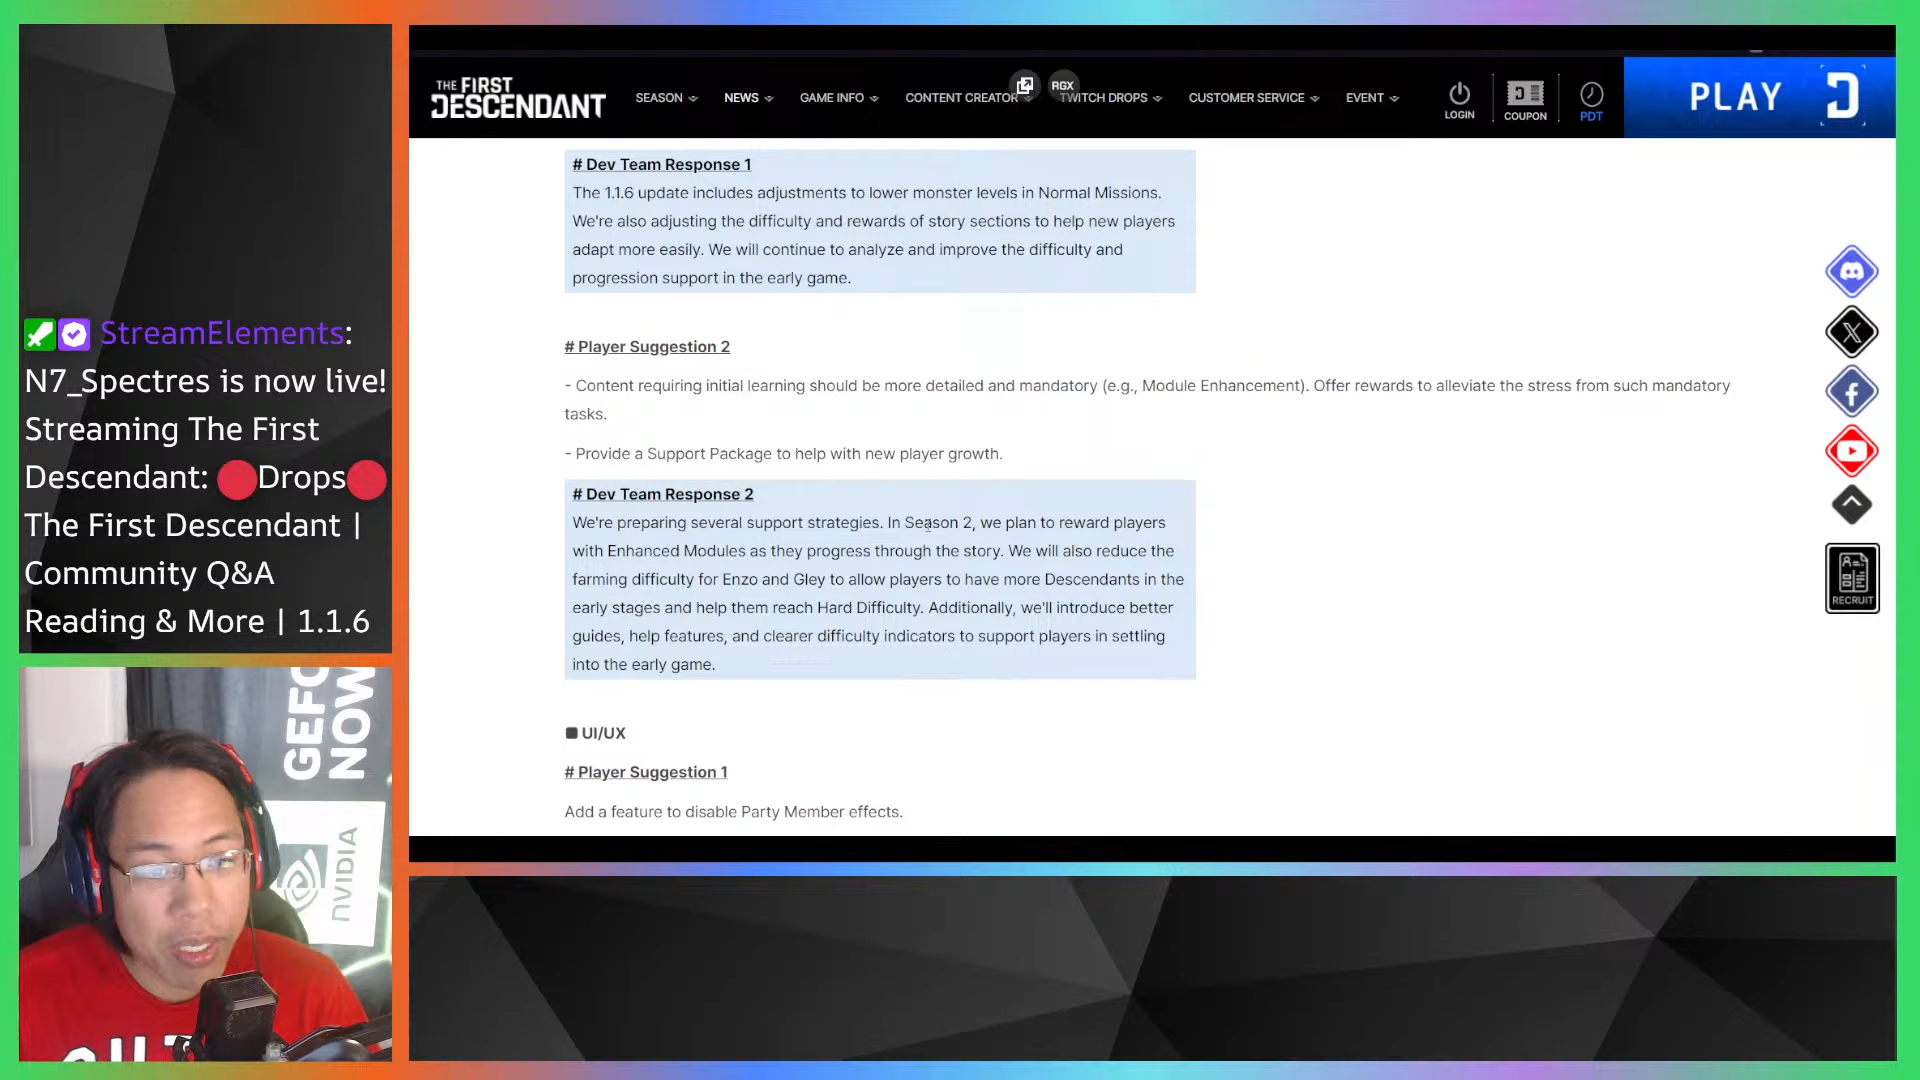 StreamElements:
N7_Spectres is now live!
Streaming The First
Descendant: 🔴Drops🔴
The First Descendant |
Community Q&A
Reading & More | 1.1.6
GEFO
NOW
NVIDIA
THE FIRST
DESCENDANT
SEASON
NEWS
GAME INFO
CONTENT CREATOR
RGX
TWITCH DROPS
CUSTOMER SERVICE
EVENT
LOGIN
COUPON
PDT
PLAY
# Dev Team Response 1
The 1.1.6 update includes adjustments to lower monster levels in Normal Missions.
We're also adjusting the difficulty and rewards of story sections to help new players
adapt more easily. We will continue to analyze and improve the difficulty and
progression support in the early game.
# Player Suggestion 2
- Content requiring initial learning should be more detailed and mandatory (e.g., Module Enhancement). Offer rewards to alleviate the stress from such mandatory
tasks.
- Provide a Support Package to help with new player growth.
# Dev Team Response 2
We're preparing several support strategies. In Season 2, we plan to reward players
with Enhanced Modules as they progress through the story. We will also reduce the
farming difficulty for Enzo and Gley to allow players to have more Descendants in the
early stages and help them reach Hard Difficulty. Additionally, we'll introduce better
guides, help features, and clearer difficulty indicators to support players in settling
into the early game.
■ UI/UX
# Player Suggestion 1
Add a feature to disable Party Member effects.
RECRUIT